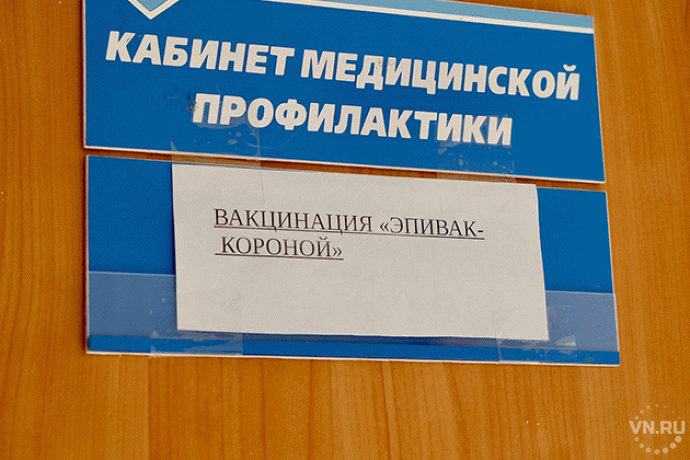 КАБИНЕТ МЕДИЦИНСКОЙ
ПРОФИЛАКТИКИ
ВАКЦИНАЦИЯ «ЭПИВАК-
КОРОНОЙ»
VN.RU